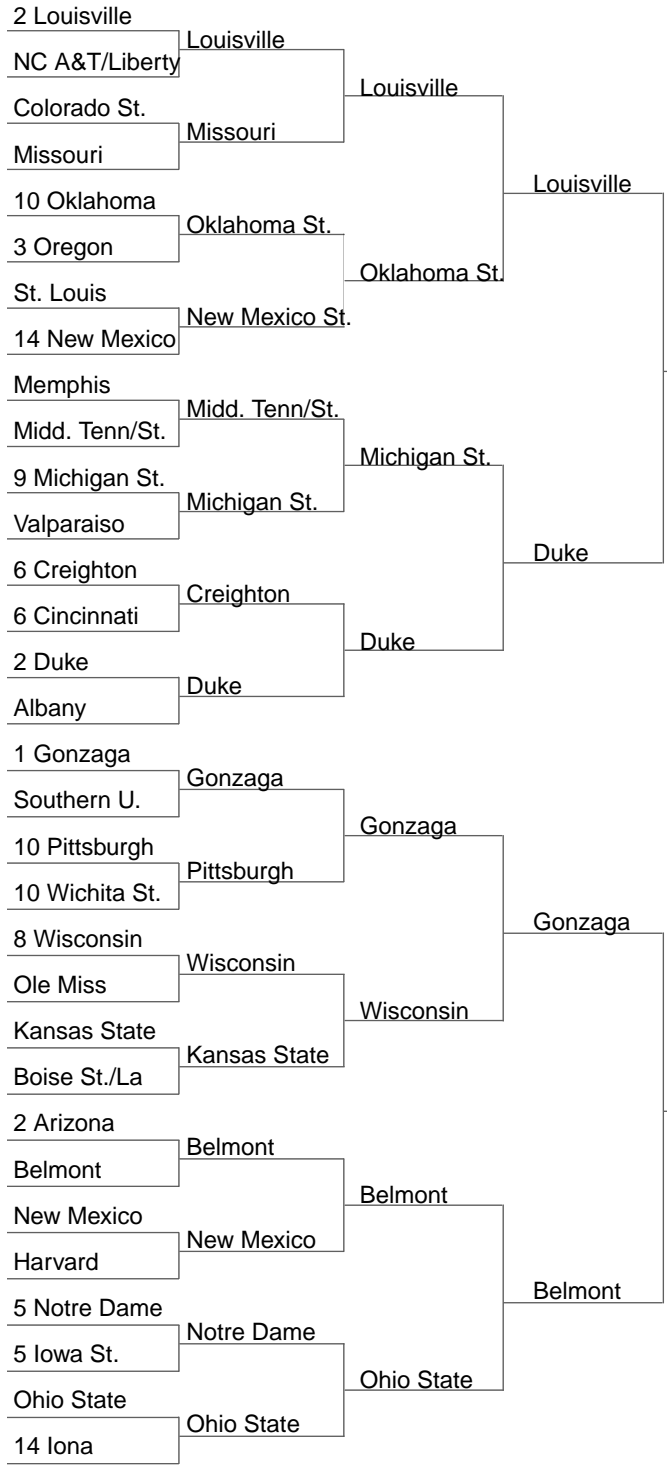 2 Louisville
NC A&T/Liberty
Colorado St.
Missouri
10 Oklahoma
3 Oregon
St. Louis
14 New Mexico
Memphis
Midd. Tenn/St.
9 Michigan St.
Valparaiso
6 Creighton
6 Cincinnati
2 Duke
Albany
1 Gonzaga
Southern U.
10 Pittsburgh
10 Wichita St.
8 Wisconsin
Ole Miss
Kansas State
Boise St./La
2 Arizona
Belmont
New Mexico
Harvard
5 Notre Dame
5 Iowa St.
Ohio State
14 Iona
Louisville
Missouri
Oklahoma St.
New Mexico St.
Midd. Tenn/St.
Michigan St.
Creighton
Duke
Gonzaga
Pittsburgh
Wisconsin
Kansas State
Belmont
New Mexico
Notre Dame
Ohio State
Louisville
Oklahoma St.
Michigan St.
Duke
Gonzaga
Wisconsin
Belmont
Ohio State
Louisville
Duke
Gonzaga
Belmont